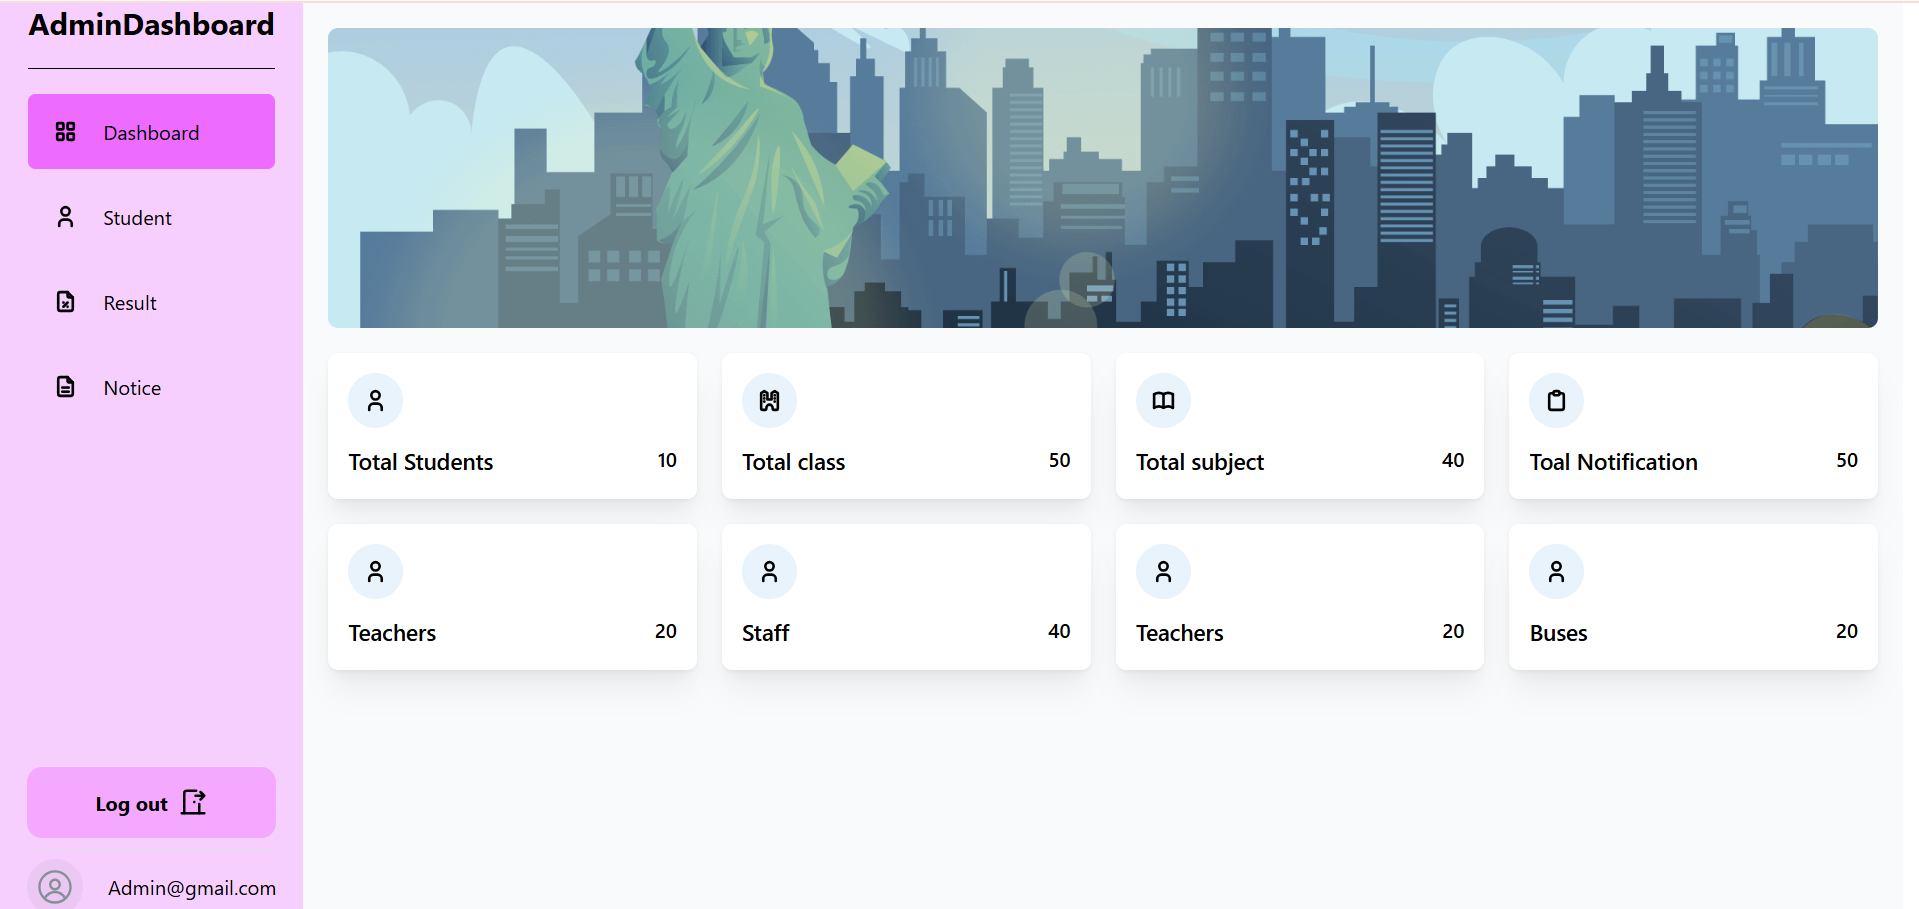 AdminDashboard
Dashboard
Student
Result
Notice
Log out
Admin@gmail.com
Total Students 10
Total class 50
Total subject 40
Toal Notification 50
Teachers 20
Staff 40
Teachers 20
Buses 20